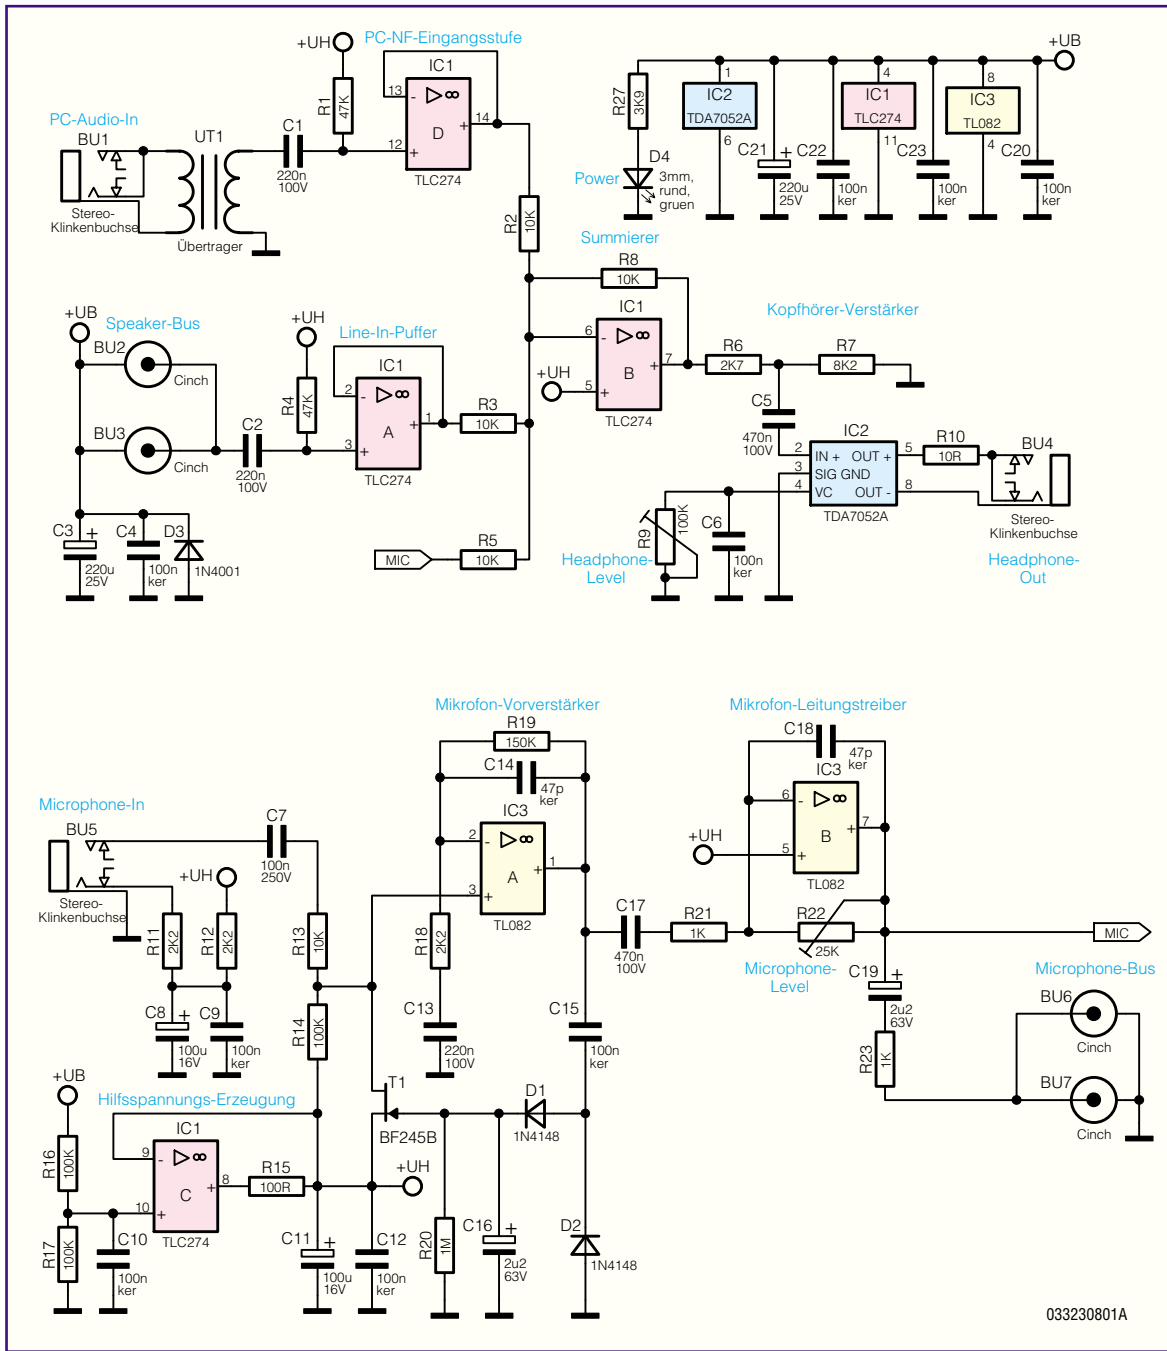 +UH
PC-NF-Eingangsstufe
IC1
13
-
∞
D
+
14
12
+
TLC274
R1
47K
PC-Audio-In
BU1
UT1
C1
220n
100V
Stereo-
Klinkenbuchse
Übertrager
R2
10K
+UB
R27
3K9
1
IC2
TDA7052A
6
4
IC1
TLC274
11
8
IC3
TL082
4
Power
D4
3mm,
rund,
gruen
C21
+
220u
25V
C22
100n
ker
C23
100n
ker
C20
100n
ker
Summierer
R8
10K
IC1
6
-
∞
B
+
7
+UH
5
+
TLC274
Kopfhörer-Verstärker
R6
2K7
R7
8K2
C5
470n
100V
+UB
Speaker-Bus
BU2
Cinch
BU3
Cinch
+UH
Line-In-Puffer
IC1
2
-
∞
A
+
1
3
+
TLC274
R4
47K
C2
220n
100V
R3
10K
IC2
2
IN +
OUT +
5
3
SIG GND
4
VC
OUT -
8
TDA7052A
R10
10R
BU4
Stereo-
Klinkenbuchse
Headphone-
Out
C3
+
220u
25V
C4
100n
ker
D3
1N4001
MIC
R5
10K
Headphone-
Level
R9
100K
C6
100n
ker
Mikrofon-Vorverstärker
R19
150K
C14
47p
ker
IC3
2
-
∞
A
+
1
3
+
TL082
Mikrofon-Leitungstreiber
C18
47p
ker
IC3
6
-
∞
B
+
7
+UH
5
+
TL082
Microphone-In
BU5
C7
100n
250V
+UH
Stereo-
Klinkenbuchse
R11
2K2
R12
2K2
R13
10K
R18
2K2
C17
470n
100V
R21
1K
R22
25K
Microphone-
Level
MIC
C19
+
2u2
63V
Microphone-Bus
BU6
Cinch
BU7
Cinch
R23
1K
C8
+
100u
16V
C9
100n
ker
R14
100K
C13
220n
100V
C15
100n
ker
+UB
Hilfsspannungs-Erzeugung
IC1
9
-
∞
C
+
8
10
+
TLC274
R15
100R
T1
BF245B
D1
1N4148
+UH
R16
100K
R17
100K
C10
100n
ker
C11
+
100u
16V
C12
100n
ker
R20
1M
C16
+
2u2
63V
D2
1N4148
033230801A